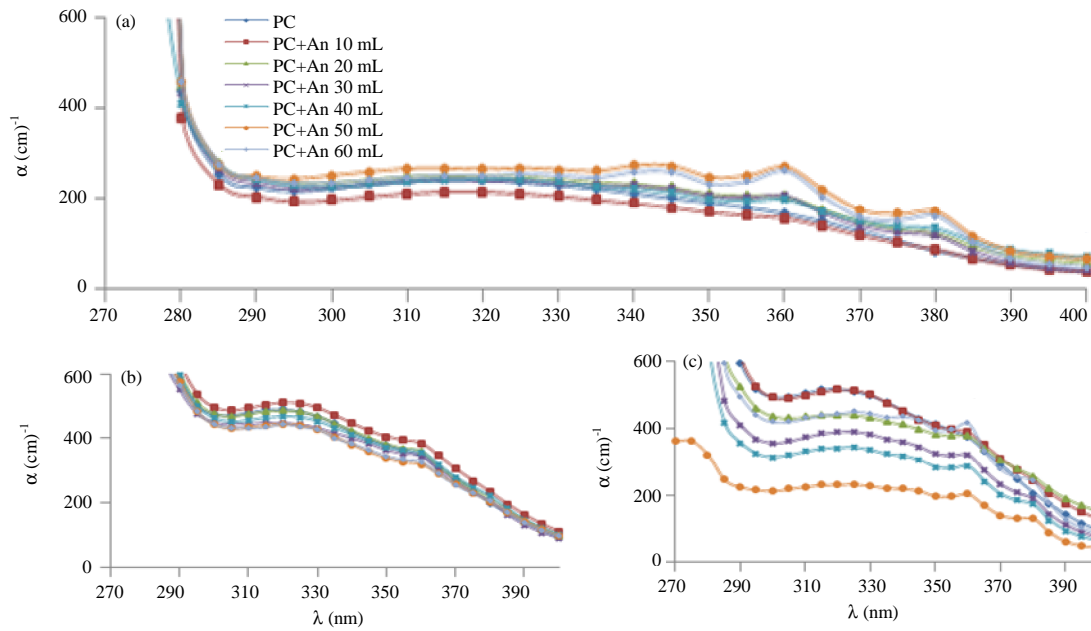 600
(a)
PC
PC+An 10 mL
PC+An 20 mL
PC+An 30 mL
400
PC+An 40 mL
PC+An 50 mL
PC+An 60 mL
α (cm)⁻¹
200
0
270 280 290 300 310 320 330 340 350 360 370 380 390 400
600
(b)
400
α (cm)⁻¹
200
0
270 290 310 330 350 370 390
λ (nm)
600
(c)
400
α (cm)⁻¹
200
0
270 290 310 330 350 370 390
λ (nm)